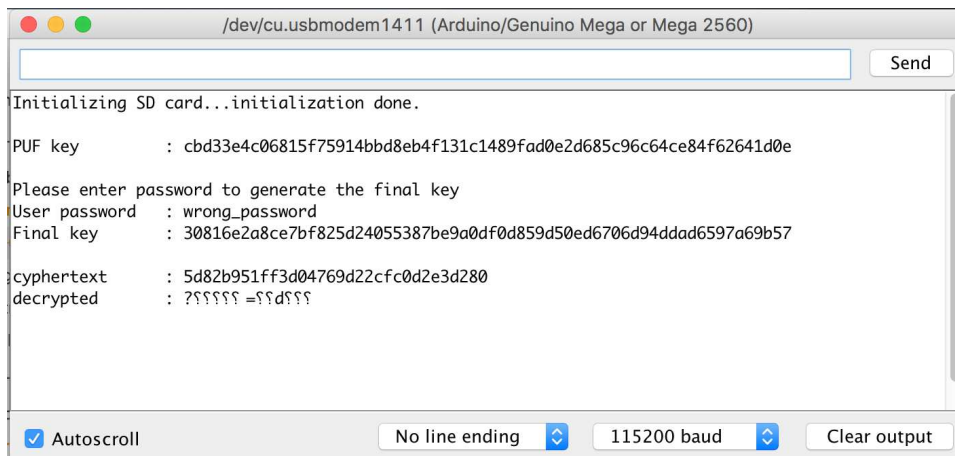 /dev/cu.usbmodem1411 (Arduino/Genuino Mega or Mega 2560)
Send
Initializing SD card...initialization done.
PUF key : cbd33e4c06815f75914bbd8eb4f131c1489fad0e2d685c96c64ce84f62641d0e
Please enter password to generate the final key
User password : wrong_password
Final key : 30816e2a8ce7bf825d24055387be9a0df0d859d50ed6706d94ddad6597a69b57
cyphertext : 5d82b951ff3d04769d22cfc0d2e3d280
decrypted : ?⸮⸮⸮⸮⸮ =⸮⸮d⸮⸮⸮
Autoscroll
No line ending
115200 baud
Clear output